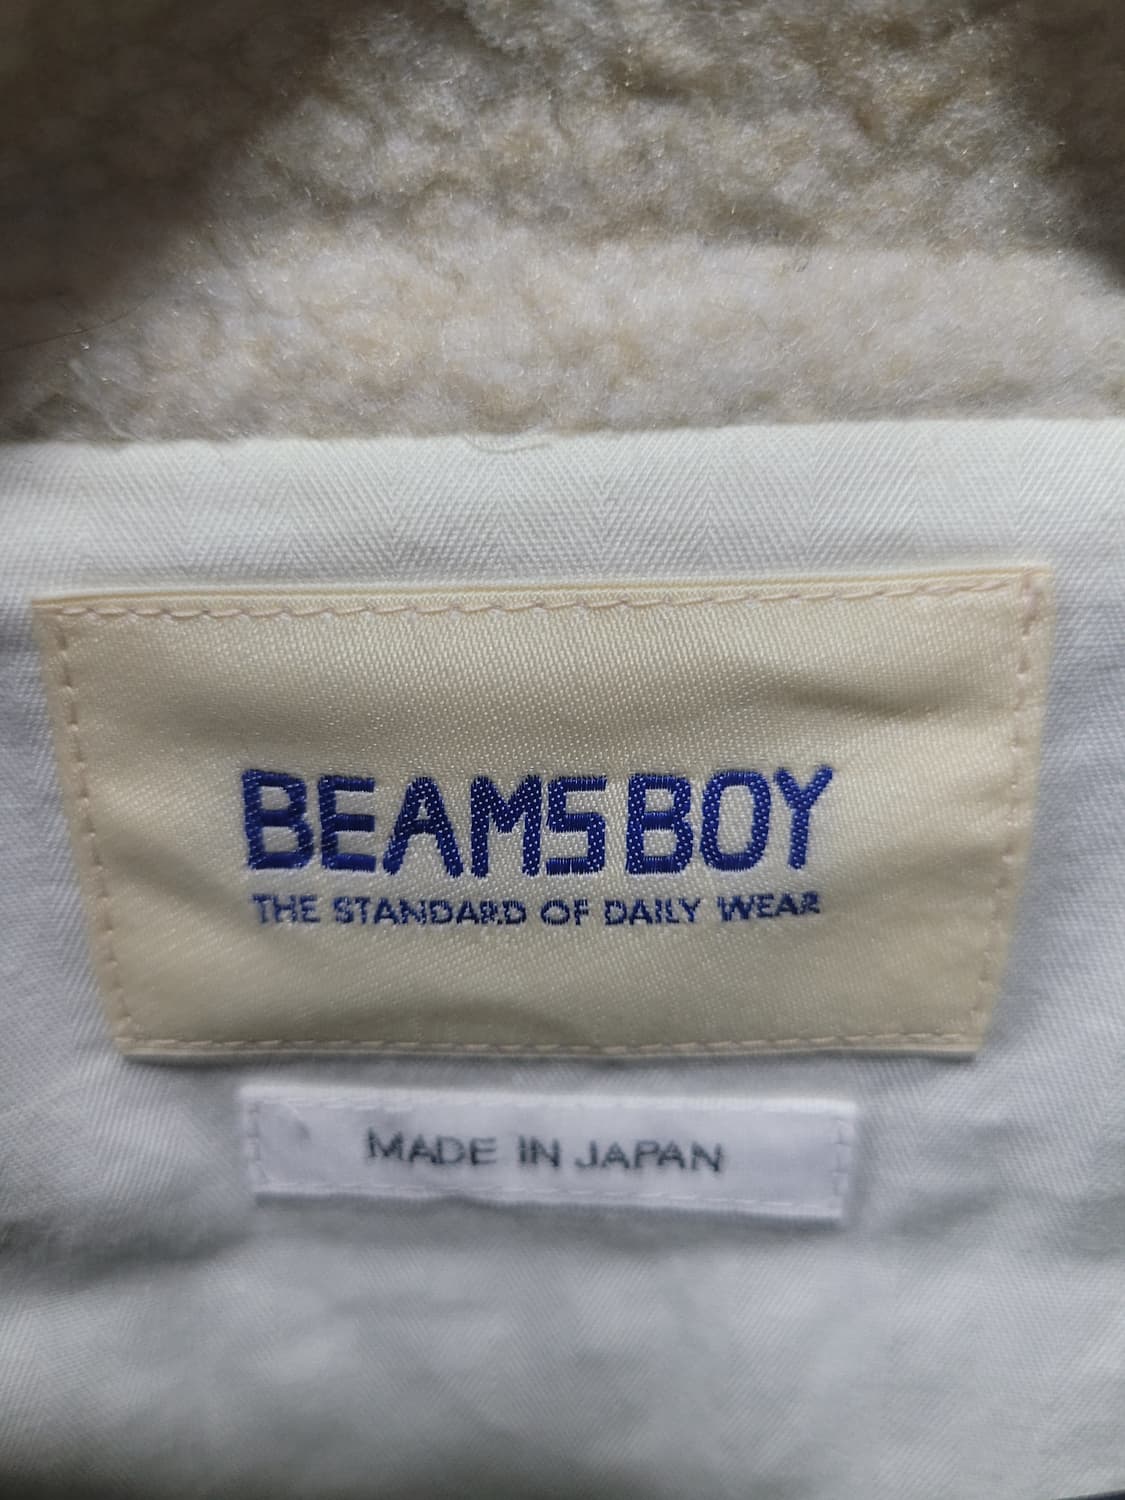 BEAMS BOY
THE STANDARD OF DAILY WEAR
MADE IN JAPAN